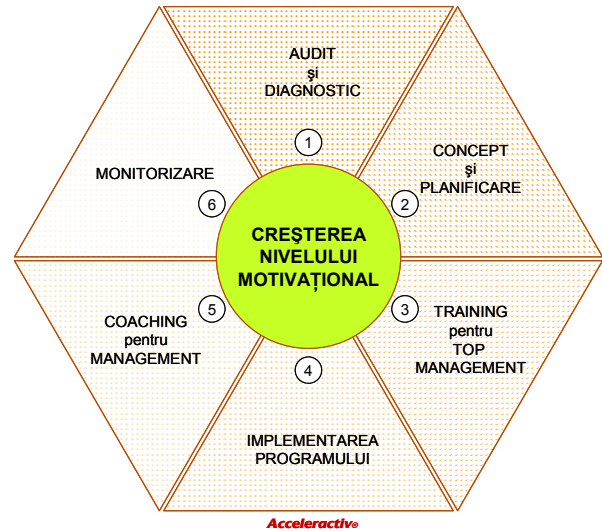 AUDIT
şi
DIAGNOSTIC
1
CONCEPT
şi
PLANIFICARE
2
TRAINING
pentru
TOP
MANAGEMENT
3
IMPLEMENTAREA
PROGRAMULUI
4
COACHING
pentru
MANAGEMENT
5
MONITORIZARE
6
CREŞTEREA
NIVELULUI
MOTIVAȚIONAL
Acceleractiv®